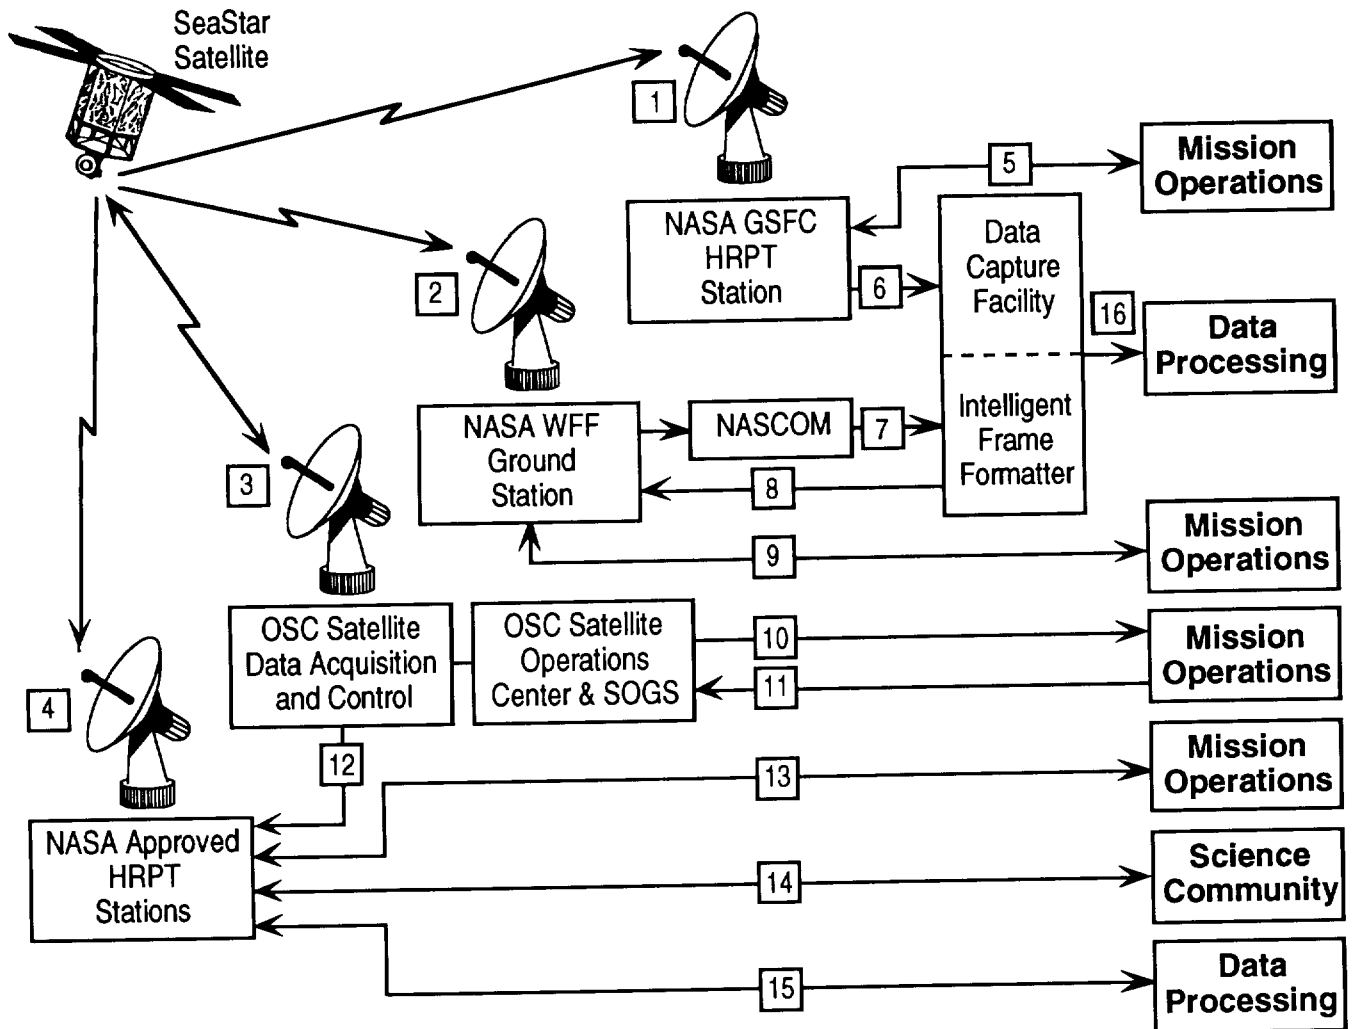 SeaStar
Satellite
1
5
Mission
Operations
NASA GSFC
HRPT
Station
6
Data
Capture
Facility
16
Data
Processing
2
NASA WFF
Ground
Station
NASCOM
7
Intelligent
Frame
Formatter
8
3
9
Mission
Operations
OSC Satellite
Data Acquisition
and Control
OSC Satellite
Operations
Center & SOGS
10
11
Mission
Operations
4
12
13
Mission
Operations
NASA Approved
HRPT
Stations
14
Science
Community
15
Data
Processing